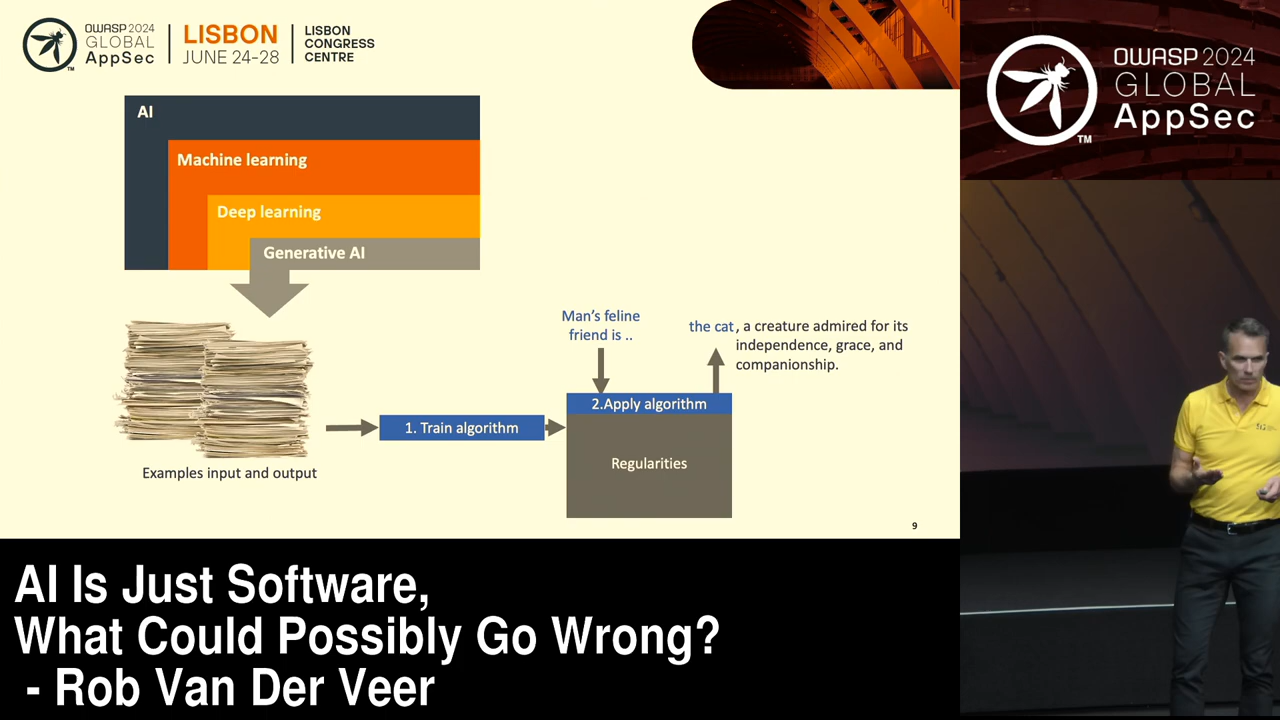 OWASP 2024
GLOBAL
AppSec
LISBON
JUNE 24-28
LISBON
CONGRESS
CENTRE
TM
OWASP 2024
GLOBAL
AppSec
TM
AI
Machine learning
Deep learning
Generative AI
Man's feline
friend is ..
the cat, a creature admired for its
independence, grace, and
companionship.
2.Apply algorithm
1. Train algorithm
Regularities
Examples input and output
9
AI Is Just Software,
What Could Possibly Go Wrong?
- Rob Van Der Veer